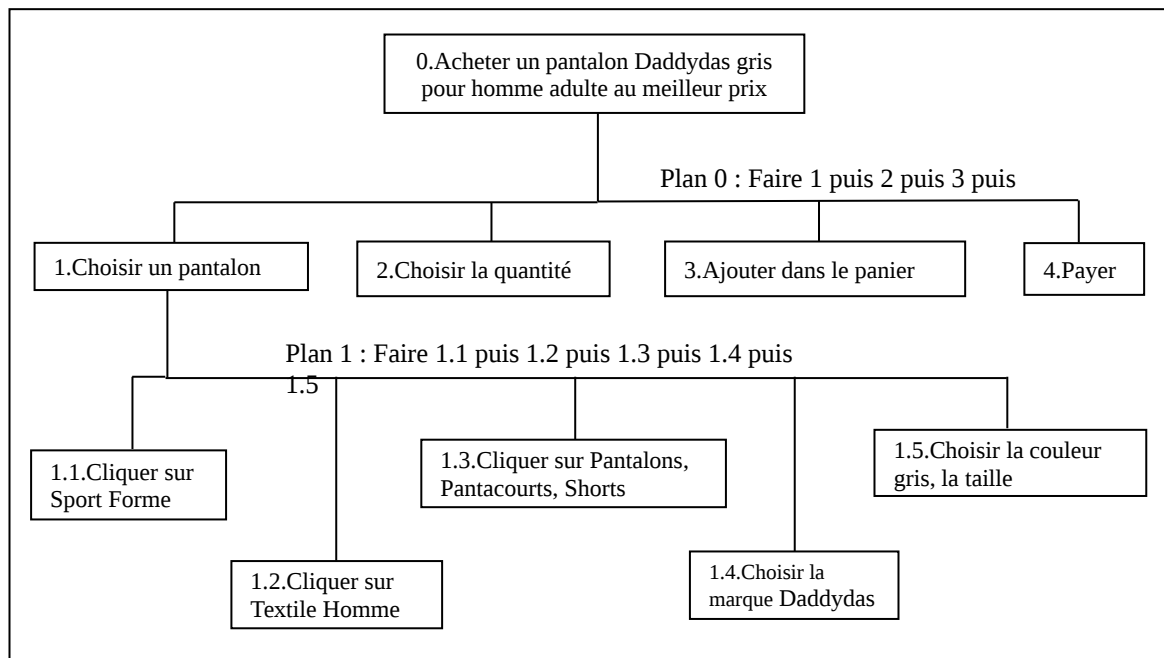 0.Acheter un pantalon Daddydas gris
pour homme adulte au meilleur prix
Plan 0 : Faire 1 puis 2 puis 3 puis
1.Choisir un pantalon
2.Choisir la quantité
3.Ajouter dans le panier
4.Payer
Plan 1 : Faire 1.1 puis 1.2 puis 1.3 puis 1.4 puis
1.5
1.1.Cliquer sur
Sport Forme
1.2.Cliquer sur
Textile Homme
1.3.Cliquer sur Pantalons,
Pantacourts, Shorts
1.4.Choisir la
marque Daddydas
1.5.Choisir la couleur
gris, la taille